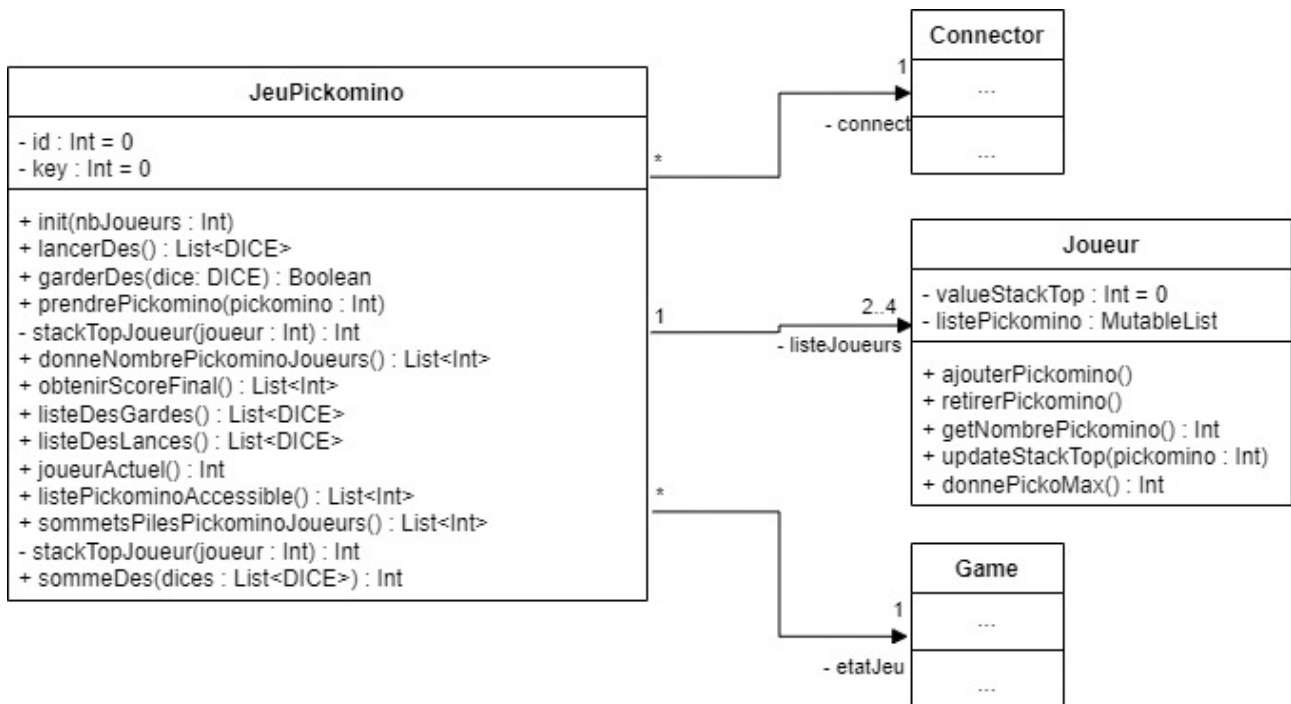 JeuPickomino
- id : Int = 0
- key : Int = 0
+ init(nbJoueurs : Int)
+ lancerDes() : List<DICE>
+ garderDes(dice: DICE) : Boolean
+ prendrePickomino(pickomino : Int)
- stackTopJoueur(joueur : Int) : Int
+ donneNombrePickominoJoueurs() : List<Int>
+ obtenirScoreFinal() : List<Int>
+ listeDesGardes() : List<DICE>
+ listeDesLances() : List<DICE>
+ joueurActuel() : Int
+ listePickominoAccessible() : List<Int>
+ sommetsPilesPickominoJoueurs() : List<Int>
- stackTopJoueur(joueur : Int) : Int
+ sommeDes(dices : List<DICE>) : Int
*
1
- connect
Connector
...
...
1
2..4
- listeJoueurs
Joueur
- valueStackTop : Int = 0
- listePickomino : MutableList
+ ajouterPickomino()
+ retirerPickomino()
+ getNombrePickomino() : Int
+ updateStackTop(pickomino : Int)
+ donnePickoMax() : Int
*
1
- etatJeu
Game
...
...